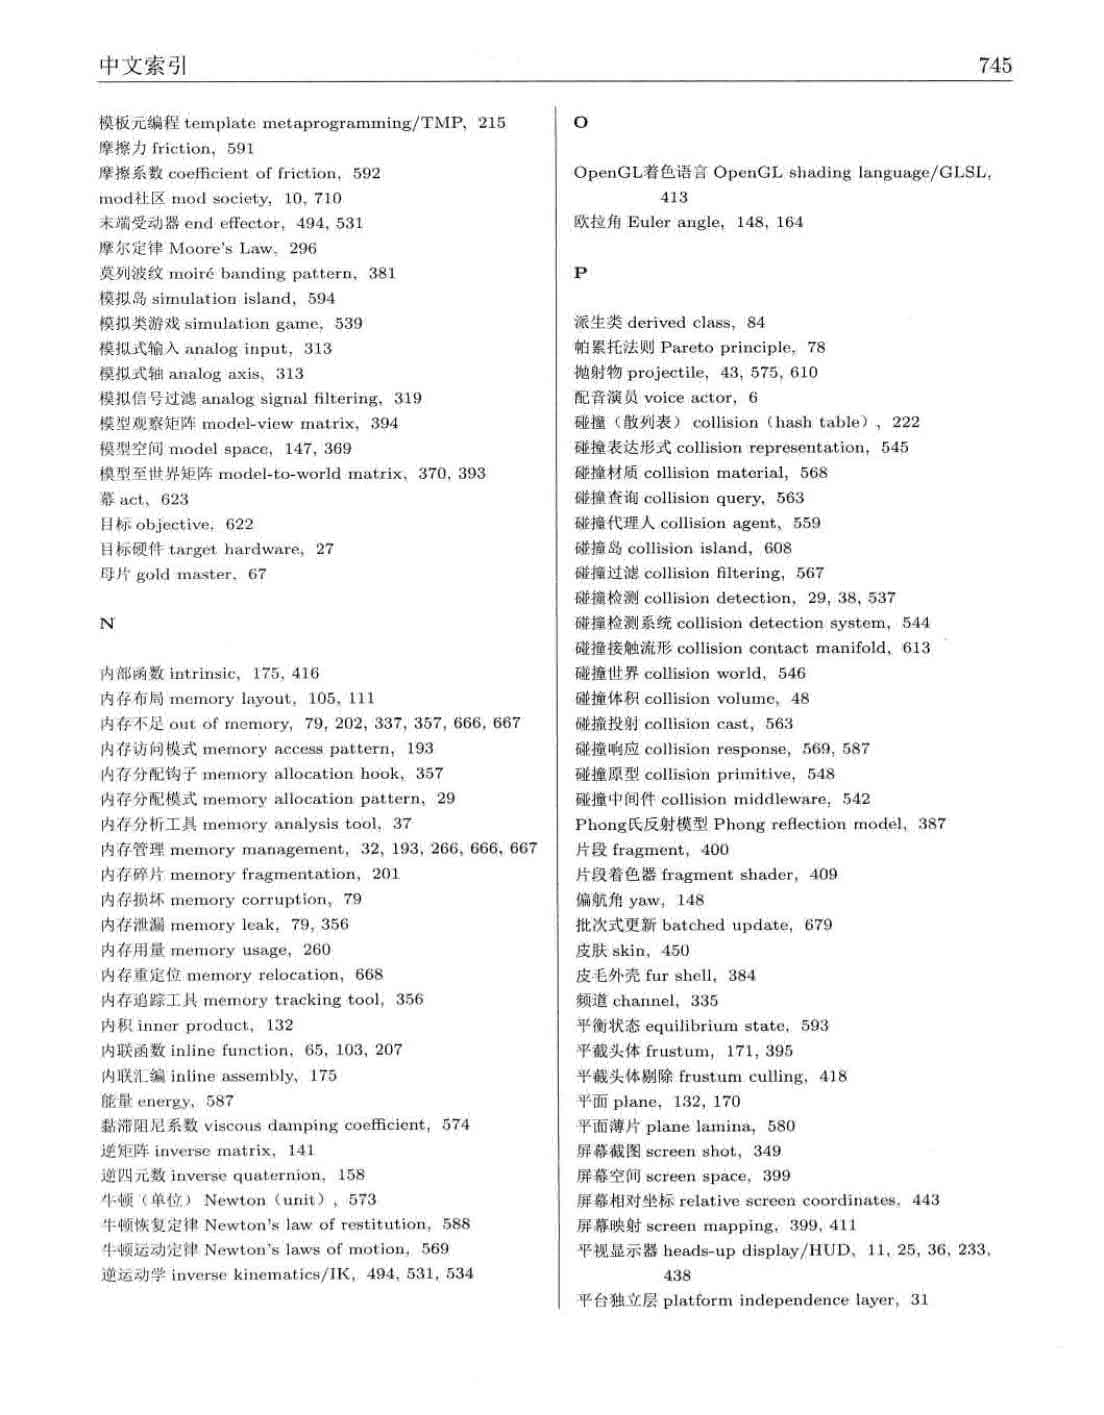 中文索引
745
模板元编程 template metaprogramming/TMP, 215
摩擦力 friction, 591
摩擦系数 coefficient of friction, 592
mod社区 mod society, 10, 710
末端受动器 end effector, 494, 531
摩尔定律 Moore's Law, 296
莫列波纹 moiré banding pattern, 381
模拟岛 simulation island, 594
模拟类游戏 simulation game, 539
模拟式输入 analog input, 313
模拟式轴 analog axis, 313
模拟信号过滤 analog signal filtering, 319
模型观察矩阵 model-view matrix, 394
模型空间 model space, 147, 369
模型至世界矩阵 model-to-world matrix, 370, 393
幕 act, 623
目标 objective, 622
目标硬件 target hardware, 27
母片 gold master, 67
N
内部函数 intrinsic, 175, 416
内存布局 memory layout, 105, 111
内存不足 out of memory, 79, 202, 337, 357, 666, 667
内存访问模式 memory access pattern, 193
内存分配钩子 memory allocation hook, 357
内存分配模式 memory allocation pattern, 29
内存分析工具 memory analysis tool, 37
内存管理 memory management, 32, 193, 266, 666, 667
内存碎片 memory fragmentation, 201
内存损坏 memory corruption, 79
内存泄漏 memory leak, 79, 356
内存用量 memory usage, 260
内存重定位 memory relocation, 668
内存追踪工具 memory tracking tool, 356
内积 inner product, 132
内联函数 inline function, 65, 103, 207
内联汇编 inline assembly, 175
能量 energy, 587
黏滞阻尼系数 viscous damping coefficient, 574
逆矩阵 inverse matrix, 141
逆四元数 inverse quaternion, 158
牛顿（单位） Newton（unit）, 573
牛顿恢复定律 Newton's law of restitution, 588
牛顿运动定律 Newton's laws of motion, 569
逆运动学 inverse kinematics/IK, 494, 531, 534
O
OpenGL着色语言 OpenGL shading language/GLSL,
413
欧拉角 Euler angle, 148, 164
P
派生类 derived class, 84
帕累托法则 Pareto principle, 78
抛射物 projectile, 43, 575, 610
配音演员 voice actor, 6
碰撞（散列表） collision（hash table）, 222
碰撞表达形式 collision representation, 545
碰撞材质 collision material, 568
碰撞查询 collision query, 563
碰撞代理人 collision agent, 559
碰撞岛 collision island, 608
碰撞过滤 collision filtering, 567
碰撞检测 collision detection, 29, 38, 537
碰撞检测系统 collision detection system, 544
碰撞接触流形 collision contact manifold, 613
碰撞世界 collision world, 546
碰撞体积 collision volume, 48
碰撞投射 collision cast, 563
碰撞响应 collision response, 569, 587
碰撞原型 collision primitive, 548
碰撞中间件 collision middleware, 542
Phong氏反射模型 Phong reflection model, 387
片段 fragment, 400
片段着色器 fragment shader, 409
偏航角 yaw, 148
批次式更新 batched update, 679
皮肤 skin, 450
皮毛外壳 fur shell, 384
频道 channel, 335
平衡状态 equilibrium state, 593
平截头体 frustum, 171, 395
平截头体剔除 frustum culling, 418
平面 plane, 132, 170
平面薄片 plane lamina, 580
屏幕截图 screen shot, 349
屏幕空间 screen space, 399
屏幕相对坐标 relative screen coordinates, 443
屏幕映射 screen mapping, 399, 411
平视显示器 heads-up display/HUD, 11, 25, 36, 233,
438
平台独立层 platform independence layer, 31